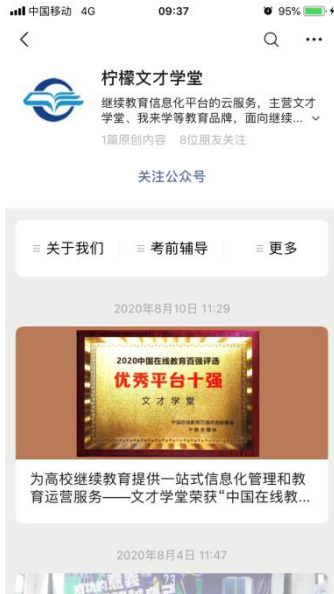 中国移动 4G 09:37 95%
柠檬文才学堂
继续教育信息化平台的云服务，主营文才
学堂、我来学等教育品牌，面向继续...
1篇原创内容 8位朋友关注
关注公众号
关于我们 考前辅导 更多
2020年8月10日 11:29
2020中国在线教育百强评选
优秀平台十强
文才学堂
为高校继续教育提供一站式信息化管理和教
育运营服务——文才学堂荣获“中国在线教...
2020年8月4日 11:47